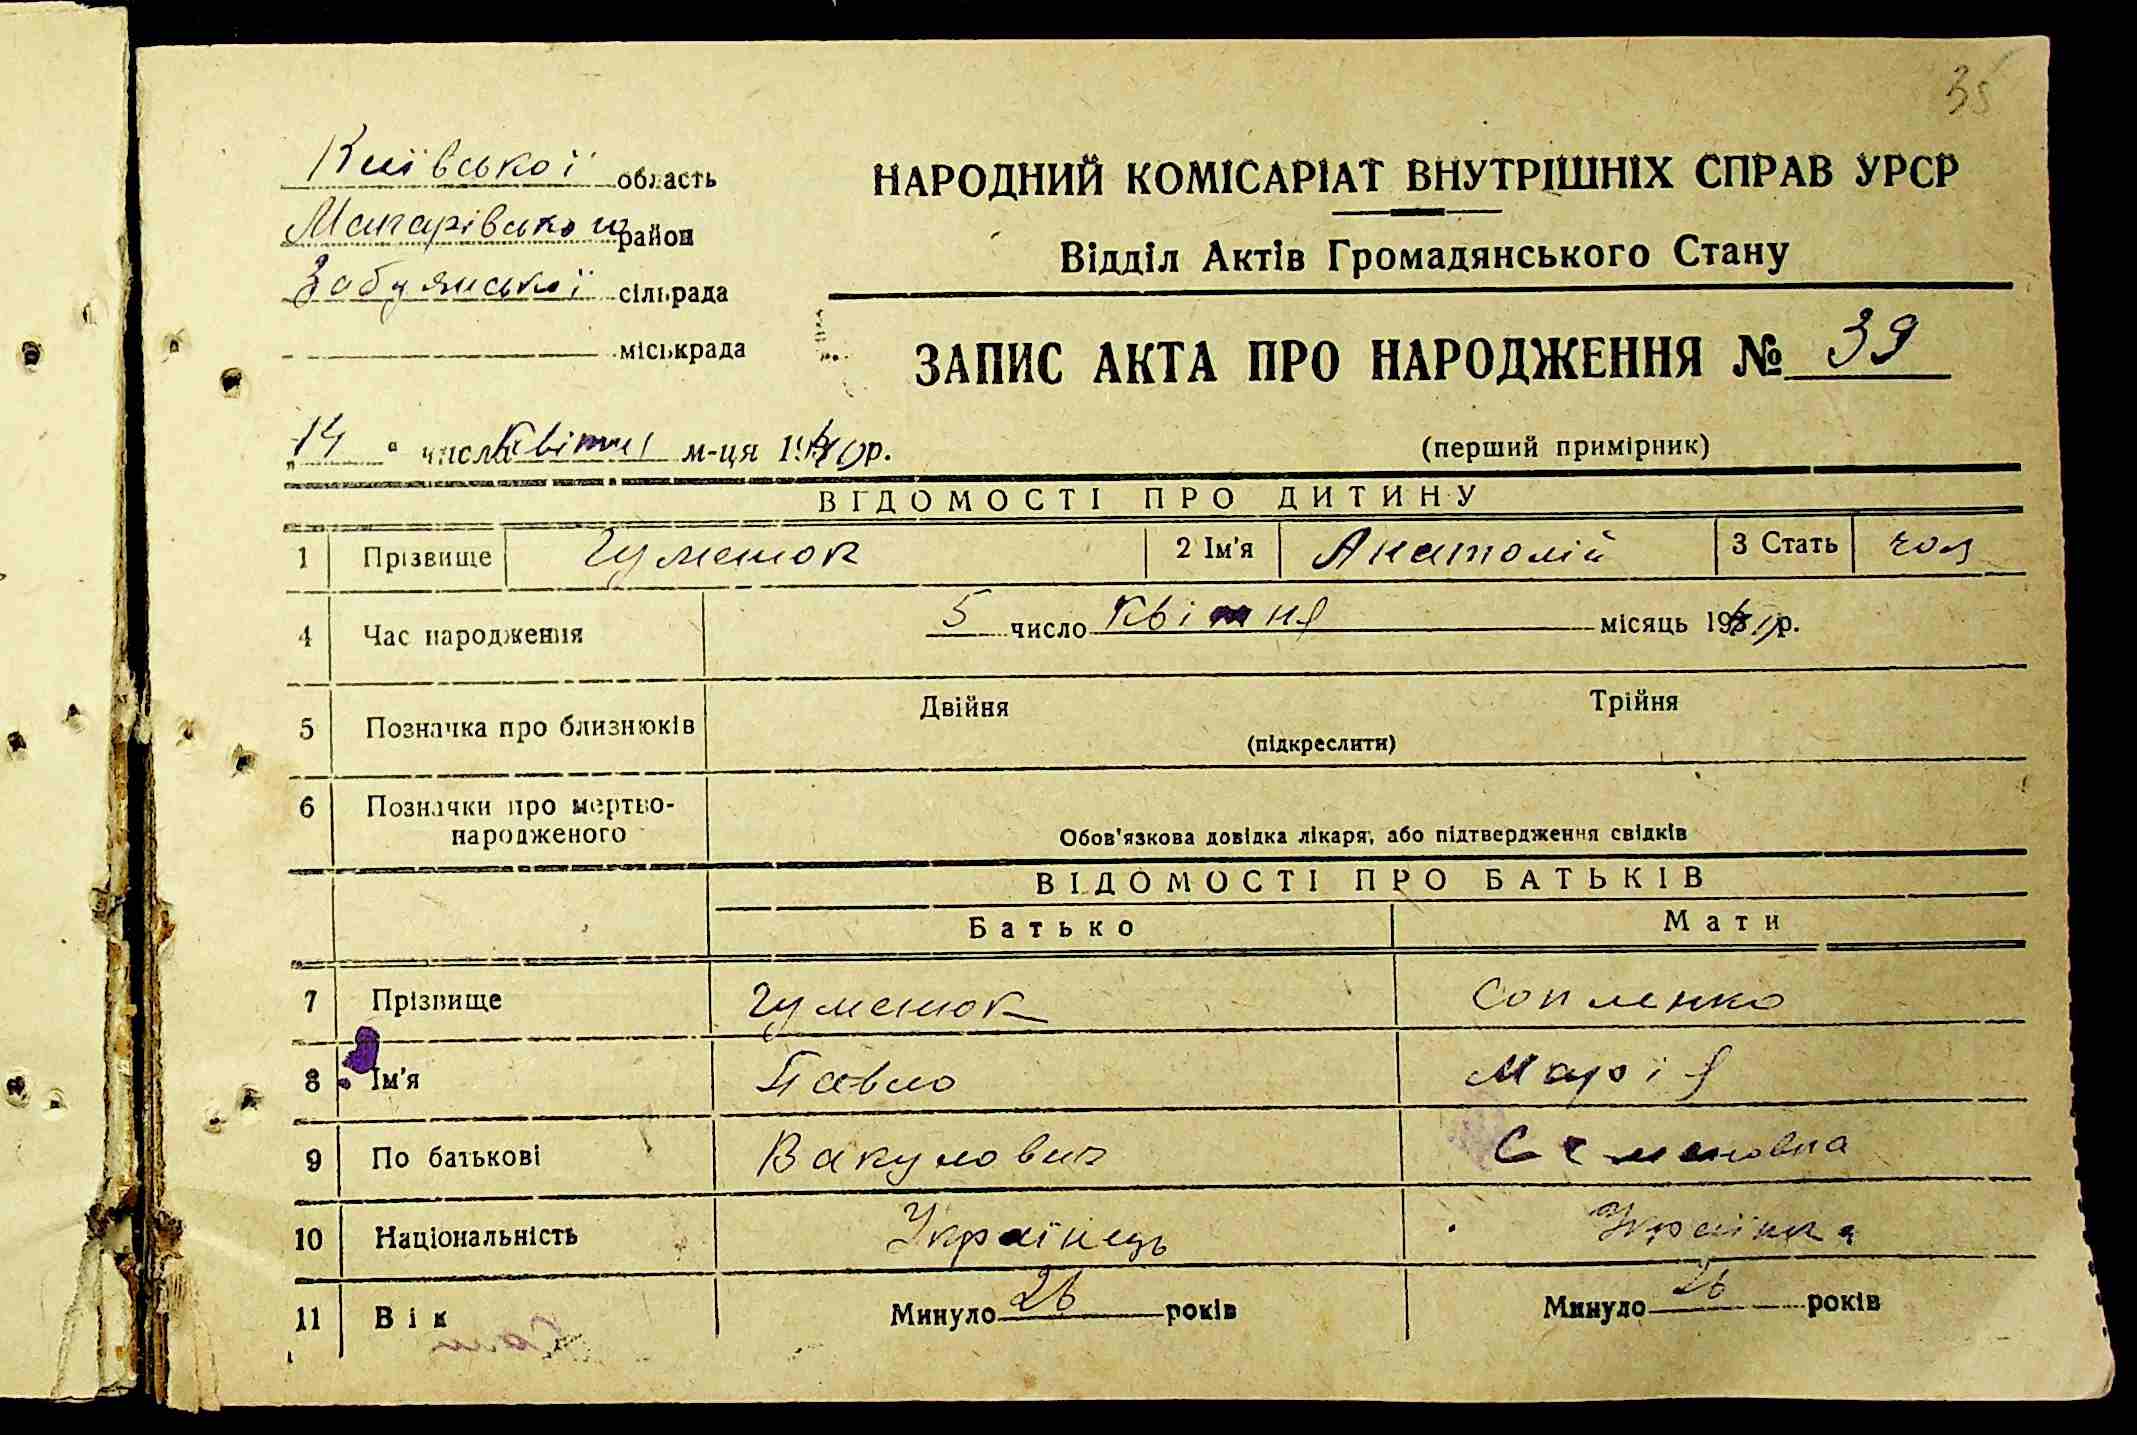 35
Київської область
Макарівського район
Забуянської сільрада
міськрада
НАРОДНИЙ КОМІСАРІАТ ВНУТРІШНІХ СПРАВ УРСР
Відділ Актів Громадянського Стану
ЗАПИС АКТА ПРО НАРОДЖЕННЯ № 39
„14“ числа квітня м-ця 1940р.
(перший примірник)
ВІДОМОСТІ ПРО ДИТИНУ
1 Прізвище Гуменюк 2 Ім'я Анатолій 3 Стать чол
4 Час народження 5 число Квітня місяць 19 р.
5 Позначка про близнюків Двійня Трійня
(підкреслити)
6 Позначки про мертво-
народженого
Обов'язкова довідка лікаря, або підтвердження свідків
ВІДОМОСТІ ПРО БАТЬКІВ
Батько Мати
7 Прізвище Гуменюк Сопленко
8 Ім'я Павло Марія
9 По батькові Вакулович Семеновна
10 Національність Українець Українка
11 Вік Минуло 26 років Минуло 26 років